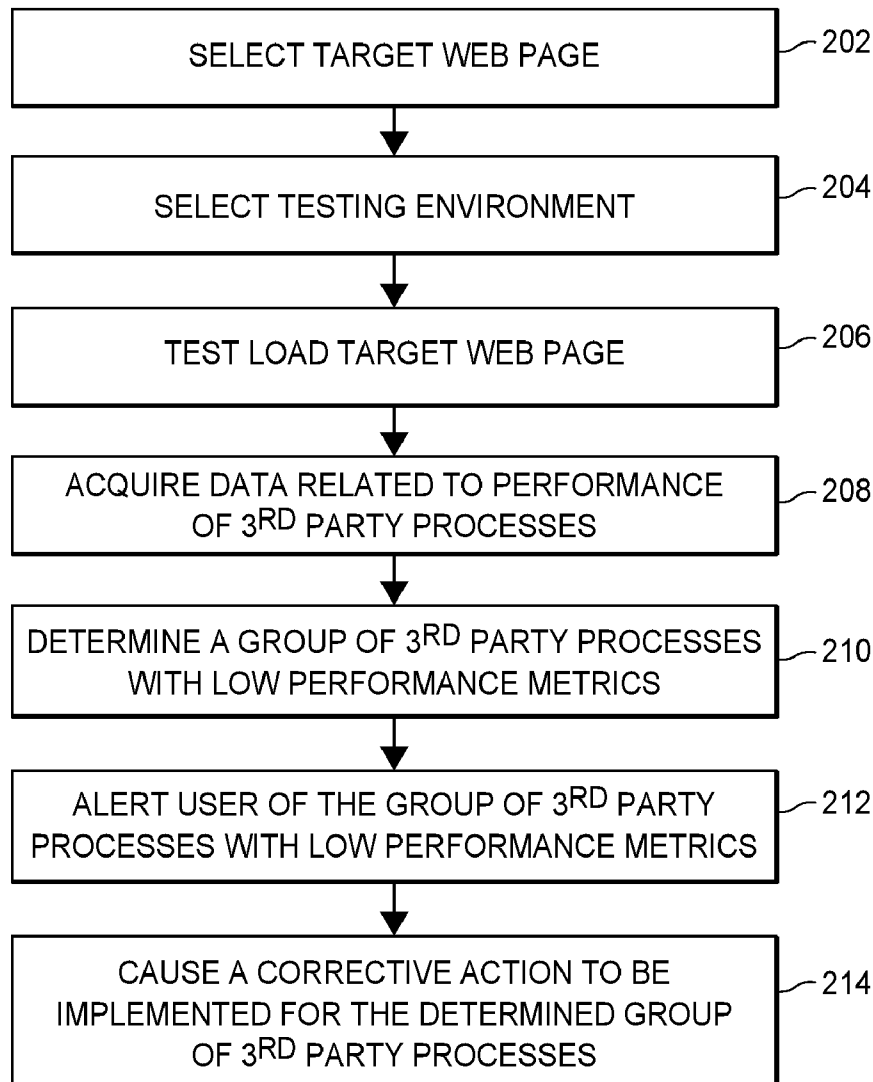 SELECT TARGET WEB PAGE
202
SELECT TESTING ENVIRONMENT
204
TEST LOAD TARGET WEB PAGE
206
ACQUIRE DATA RELATED TO PERFORMANCE
OF 3RD PARTY PROCESSES
208
DETERMINE A GROUP OF 3RD PARTY PROCESSES
WITH LOW PERFORMANCE METRICS
210
ALERT USER OF THE GROUP OF 3RD PARTY
PROCESSES WITH LOW PERFORMANCE METRICS
212
CAUSE A CORRECTIVE ACTION TO BE
IMPLEMENTED FOR THE DETERMINED GROUP
OF 3RD PARTY PROCESSES
214